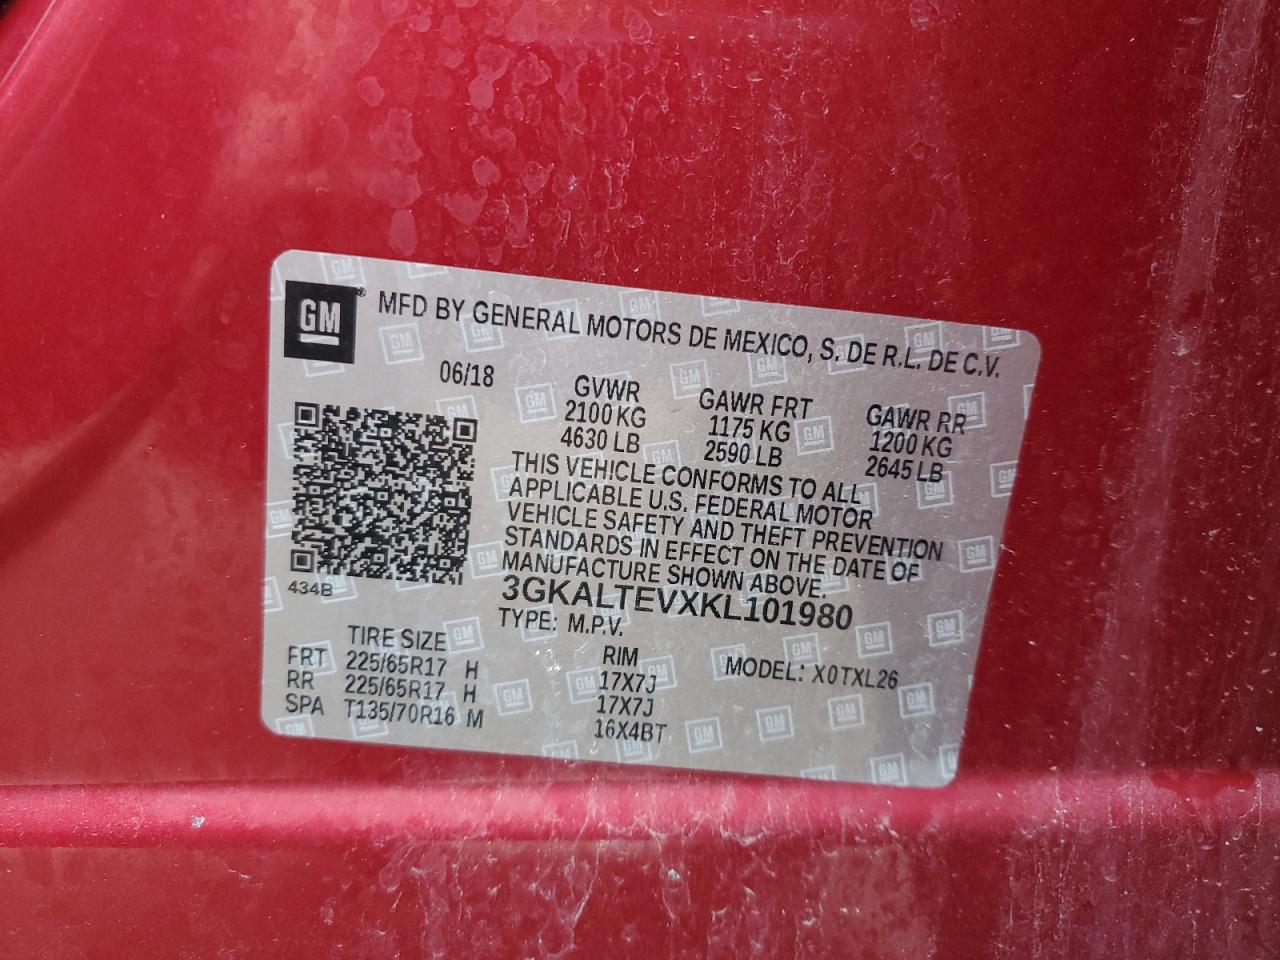 GM® MFD BY GENERAL MOTORS DE MEXICO, S. DE R.L. DE C.V.
06/18
GVWR GAWR FRT GAWR RR
2100 KG 1175 KG 1200 KG
4630 LB 2590 LB 2645 LB
THIS VEHICLE CONFORMS TO ALL
APPLICABLE U.S. FEDERAL MOTOR
VEHICLE SAFETY AND THEFT PREVENTION
STANDARDS IN EFFECT ON THE DATE OF
MANUFACTURE SHOWN ABOVE.
434B
3GKALTEVXKL101980
TYPE: M.P.V.
TIRE SIZE RIM MODEL: X0TXL26
FRT 225/65R17 H 17X7J
RR 225/65R17 H 17X7J
SPA T135/70R16 M 16X4BT